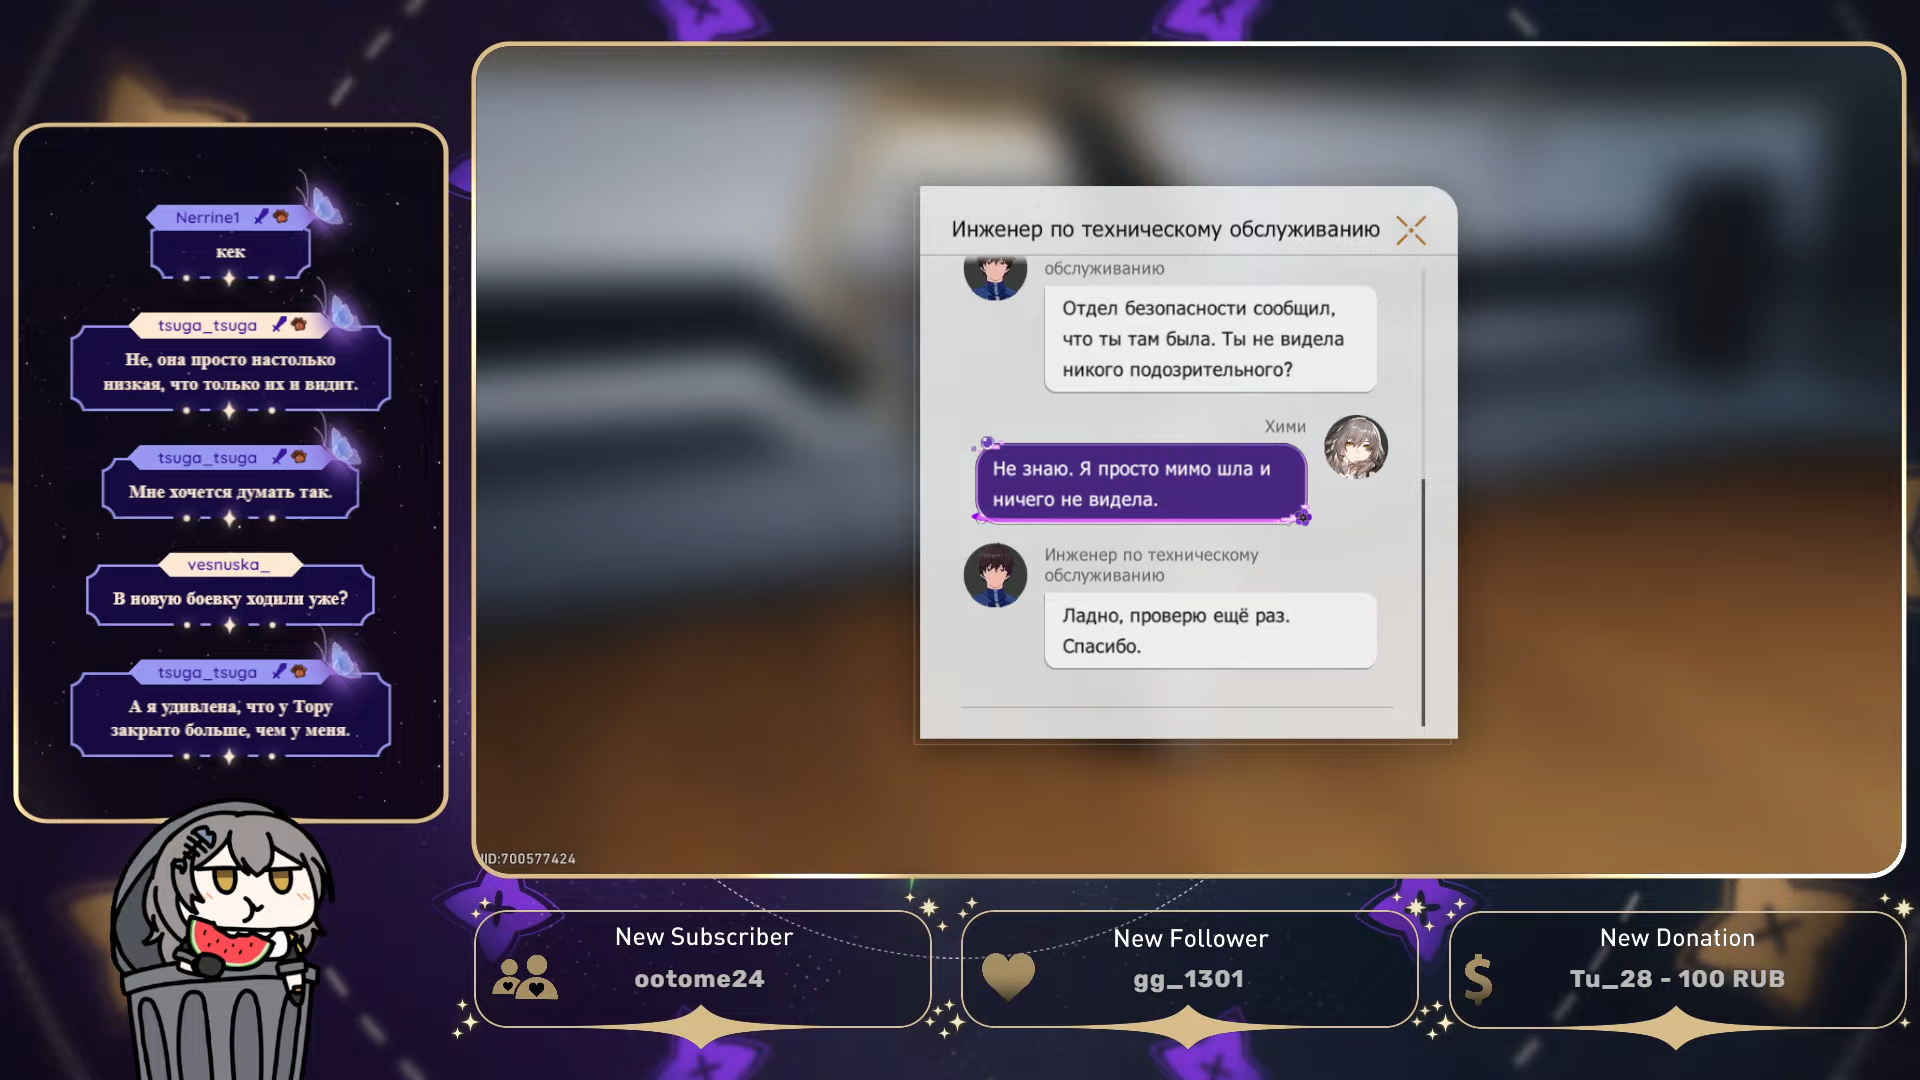 Nerrine1
кек
tsuga_tsuga
Не, она просто настолько
низкая, что только их и видит.
tsuga_tsuga
Мне хочется думать так.
vesnuska_
В новую боевку ходили уже?
tsuga_tsuga
А я удивлена, что у Тору
закрыто больше, чем у меня.
Инженер по техническому обслуживанию
обслуживанию
Отдел безопасности сообщил,
что ты там была. Ты не видела
никого подозрительного?
Хими
Не знаю. Я просто мимо шла и
ничего не видела.
Инженер по техническому
обслуживанию
Ладно, проверю ещё раз.
Спасибо.
UID:700577424
New Subscriber
ootome24
New Follower
gg_1301
New Donation
Tu_28 - 100 RUB